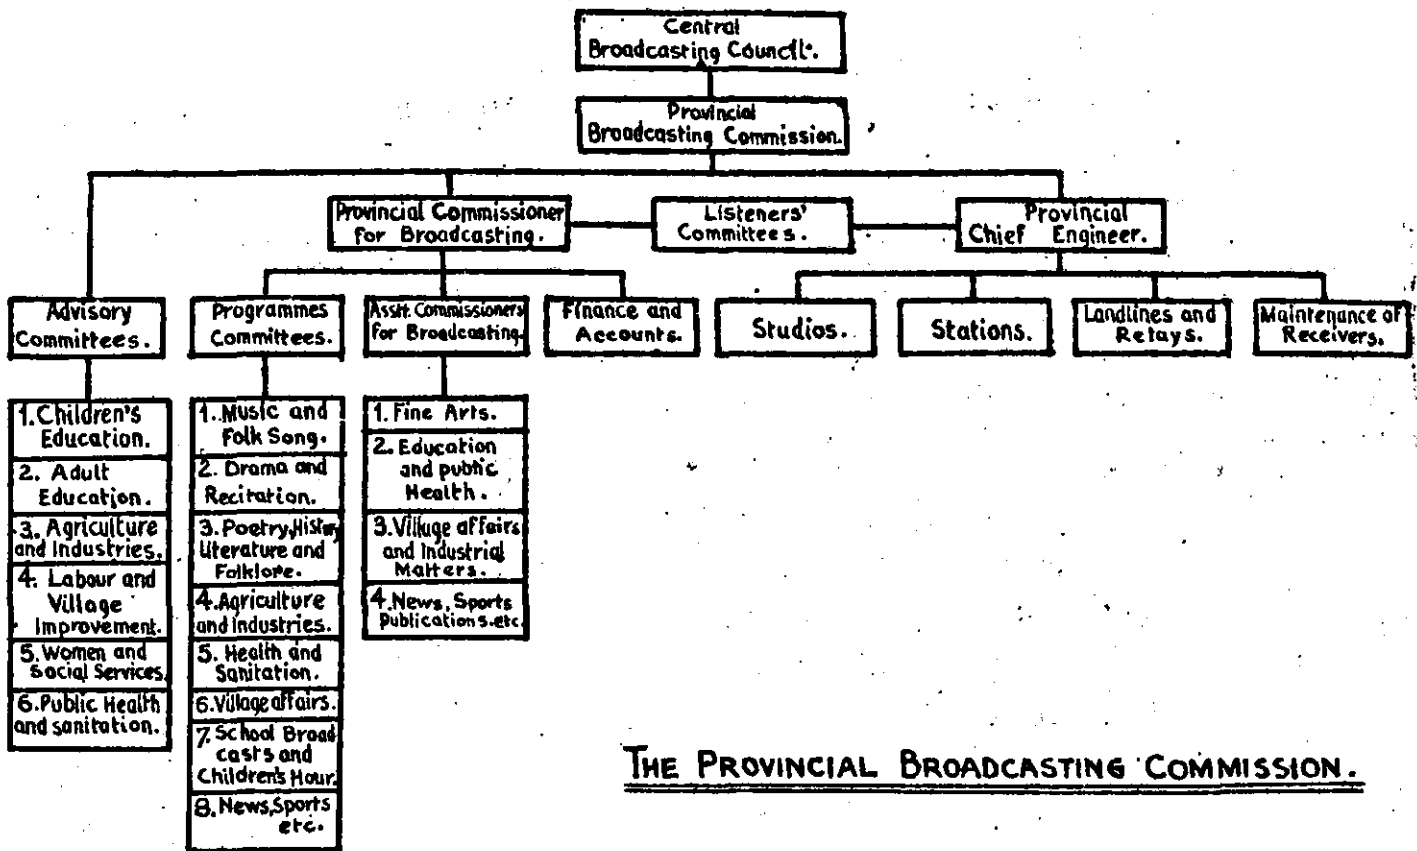 Central
Broadcasting Council.
Provincial
Broadcasting Commission.
Provincial Commissioner
for Broadcasting.
Listeners'
Committees.
Provincial
Chief Engineer.
Advisory
Committees.
Programmes
Committees.
Asstt. Commissioners
for Broadcasting.
Finance and
Accounts.
Studios.
Stations.
Landlines and
Relays.
Maintenance of
Receivers.
1. Children's
Education.
2. Adult
Education.
3. Agriculture
and Industries.
4. Labour and
Village
Improvement.
5. Women and
Social Services.
6. Public Health
and sanitation.
1. Music and
Folk Song.
2. Drama and
Recitation.
3. Poetry, History
Literature and
Folklore.
4. Agriculture
and Industries.
5. Health and
Sanitation.
6. Village affairs.
7. School Broad
casts and
Children's Hour.
8. News, Sports
etc.
1. Fine Arts.
2. Education
and public
Health.
3. Village affairs
and Industrial
Matters.
4. News, Sports
Publications. etc.
THE PROVINCIAL BROADCASTING COMMISSION.